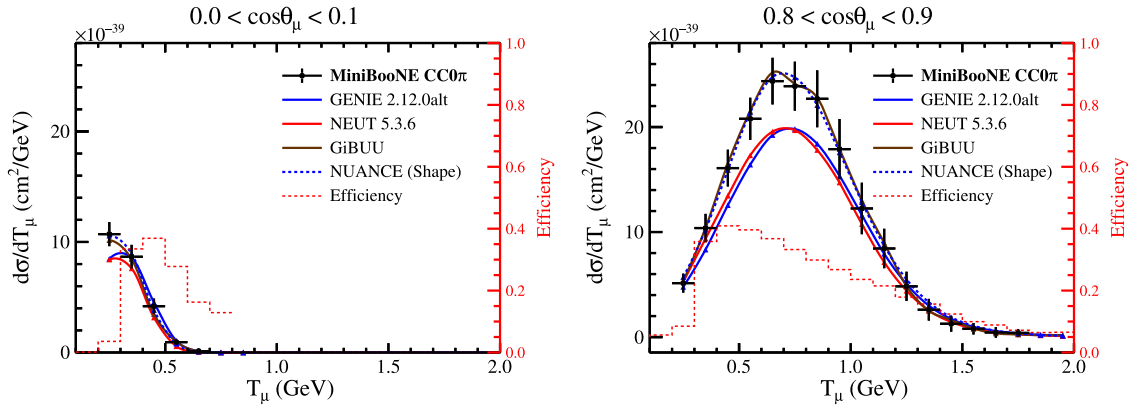 0.0 < cosθμ < 0.1
×10⁻³⁹
dσ/dTμ (cm²/GeV)
20
10
0
0.5
1.0
1.5
2.0
Tμ (GeV)
MiniBooNE CC0π
GENIE 2.12.0alt
NEUT 5.3.6
GiBUU
NUANCE (Shape)
Efficiency
1.0
0.8
0.6
0.4
0.2
0.0
Efficiency
0.8 < cosθμ < 0.9
×10⁻³⁹
dσ/dTμ (cm²/GeV)
20
10
0
0.5
1.0
1.5
2.0
Tμ (GeV)
MiniBooNE CC0π
GENIE 2.12.0alt
NEUT 5.3.6
GiBUU
NUANCE (Shape)
Efficiency
1.0
0.8
0.6
0.4
0.2
0.0
Efficiency